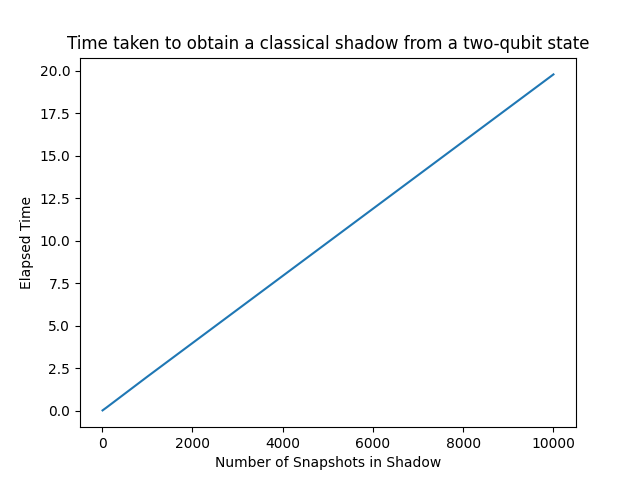 Time taken to obtain a classical shadow from a two-qubit state
20.0
17.5
15.0
12.5
10.0
7.5
5.0
2.5
0.0
Elapsed Time
0 2000 4000 6000 8000 10000
Number of Snapshots in Shadow